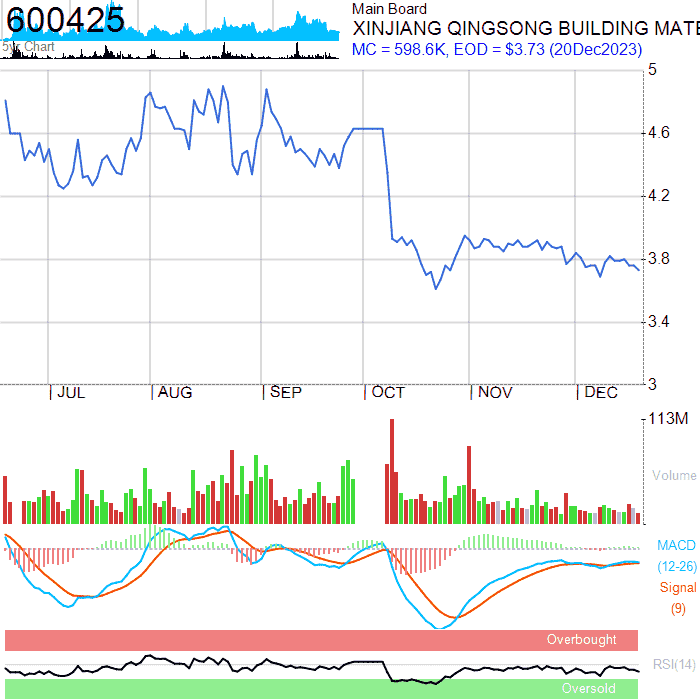 600425
5yr Chart
Main Board
XINJIANG QINGSONG BUILDING MATE
MC = 598.6K, EOD = $3.73 (20Dec2023)
5
4.6
4.2
3.8
3.4
3
JUL AUG SEP OCT NOV DEC
113M
Volume
MACD
(12-26)
Signal
(9)
Overbought
RSI(14)
Oversold